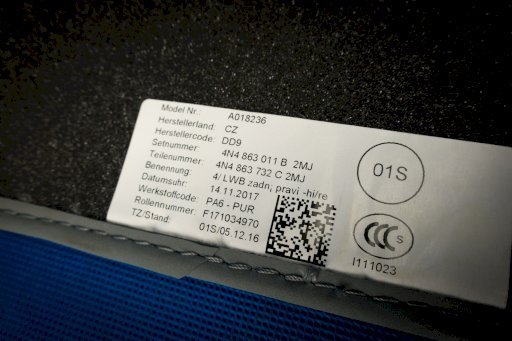 Model Nr.: A018236
Herstellerland: CZ
Herstellercode: DD9
Setnummer: 4N4 863 011 B 2MJ
Teilenummer: 4N4 863 732 C 2MJ
Benennung: 4/ LWB zadn; pravi -hi/re
Datumsuhr: 14.11.2017
Werkstoffcode: PA6 - PUR
Rollennummer: F171034970
TZ/Stand: 01S/05.12.16
01S
CCC S
I111023